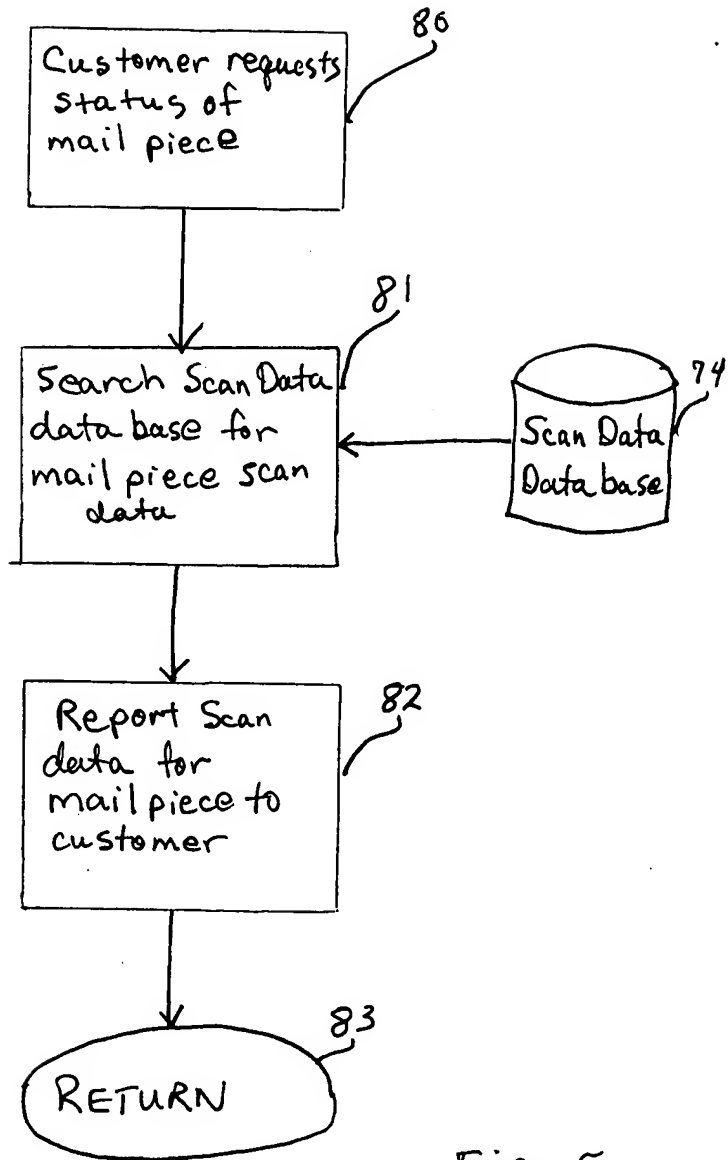 80
Customer requests
status of
mail piece
81
Search Scan Data
data base for
mail piece scan
data
74
Scan Data
Data base
82
Report Scan
data for
mail piece to
customer
83
RETURN
Fig. 5